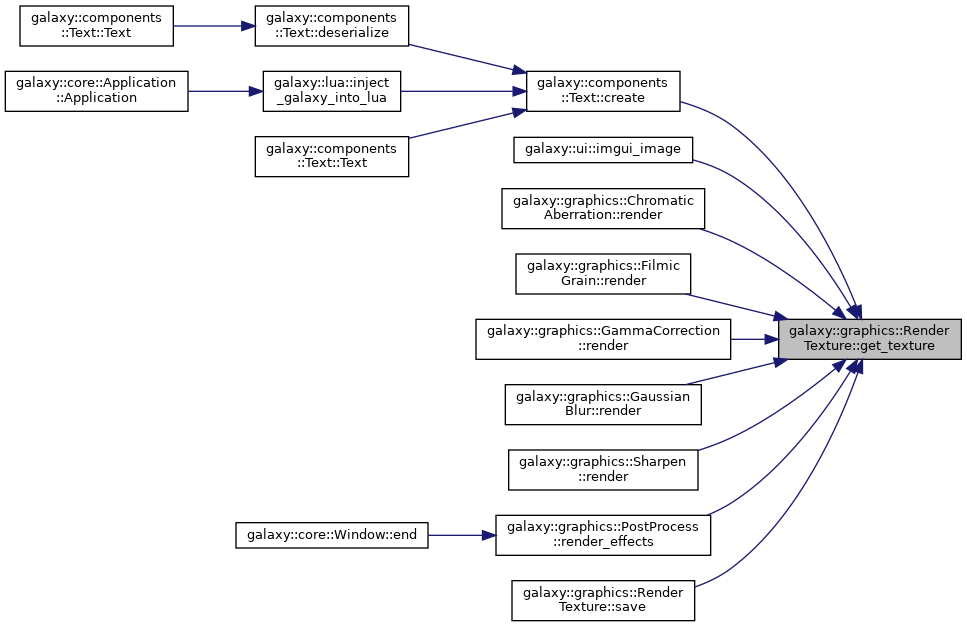 galaxy::components
::Text::Text
galaxy::components
::Text::deserialize
galaxy::core::Application
::Application
galaxy::lua::inject
_galaxy_into_lua
galaxy::components
::Text::create
galaxy::components
::Text::Text
galaxy::ui::imgui_image
galaxy::graphics::Chromatic
Aberration::render
galaxy::graphics::Filmic
Grain::render
galaxy::graphics::GammaCorrection
::render
galaxy::graphics::Render
Texture::get_texture
galaxy::graphics::Gaussian
Blur::render
galaxy::graphics::Sharpen
::render
galaxy::core::Window::end
galaxy::graphics::PostProcess
::render_effects
galaxy::graphics::Render
Texture::save